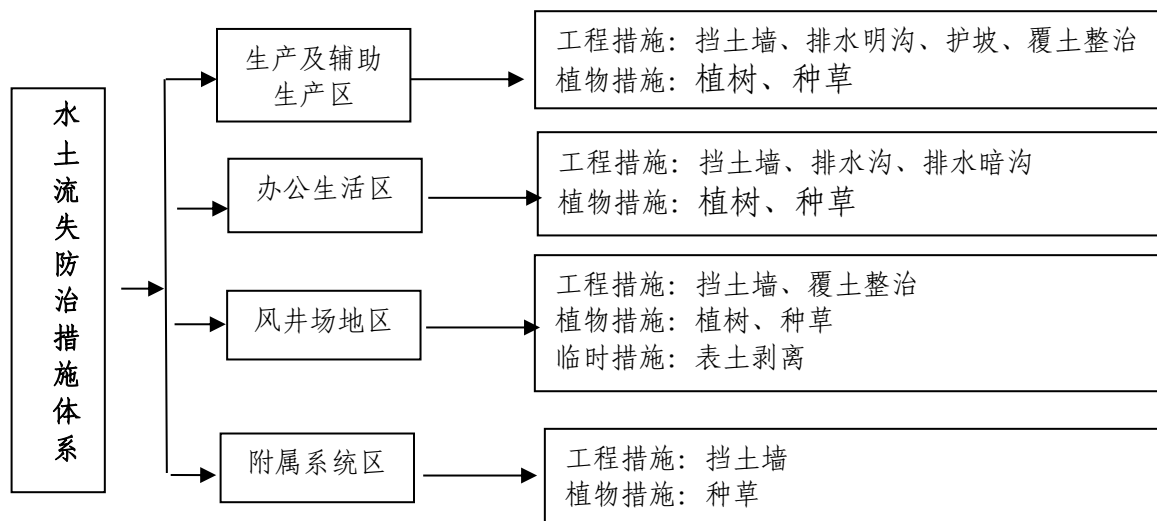 水土流失防治措施体系
生产及辅助
生产区
工程措施：挡土墙、排水明沟、护坡、覆土整治
植物措施：植树、种草
办公生活区
工程措施：挡土墙、排水沟、排水暗沟
植物措施：植树、种草
风井场地区
工程措施：挡土墙、覆土整治
植物措施：植树、种草
临时措施：表土剥离
附属系统区
工程措施：挡土墙
植物措施：种草